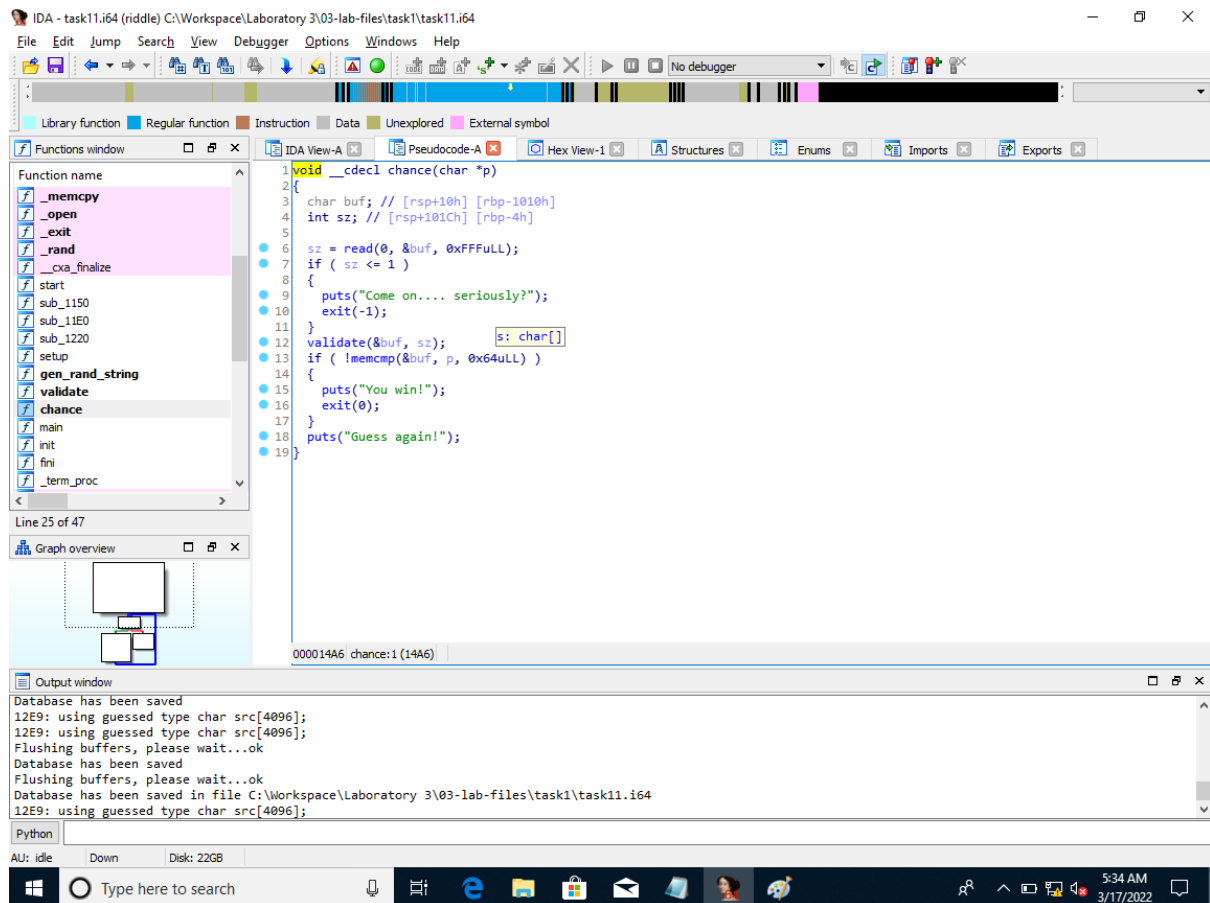 IDA - task11.i64 (riddle) C:\Workspace\Laboratory 3\03-lab-files\task1\task11.i64
File Edit Jump Search View Debugger Options Windows Help
No debugger
Library function Regular function Instruction Data Unexplored External symbol
Functions window
IDA View-A Pseudocode-A Hex View-1 Structures Enums Imports Exports
Function name
_memcpy
_open
_exit
_rand
__cxa_finalize
start
sub_1150
sub_11E0
sub_1220
setup
gen_rand_string
validate
chance
main
init
fini
_term_proc
Line 25 of 47
Graph overview
1 void __cdecl chance(char *p)
2 {
3 char buf; // [rsp+10h] [rbp-1010h]
4 int sz; // [rsp+101Ch] [rbp-4h]
5
6 sz = read(0, &buf, 0xFFFuLL);
7 if ( sz <= 1 )
8 {
9 puts("Come on.... seriously?");
10 exit(-1);
11 }
s: char[]
12 validate(&buf, sz);
13 if ( !memcmp(&buf, p, 0x64uLL) )
14 {
15 puts("You win!");
16 exit(0);
17 }
18 puts("Guess again!");
19 }
000014A6 chance:1 (14A6)
Output window
Database has been saved
12E9: using guessed type char src[4096];
12E9: using guessed type char src[4096];
Flushing buffers, please wait...ok
Database has been saved
Flushing buffers, please wait...ok
Database has been saved in file C:\Workspace\Laboratory 3\03-lab-files\task1\task11.i64
12E9: using guessed type char src[4096];
Python
AU: idle Down Disk: 22GB
Type here to search
5:34 AM
3/17/2022